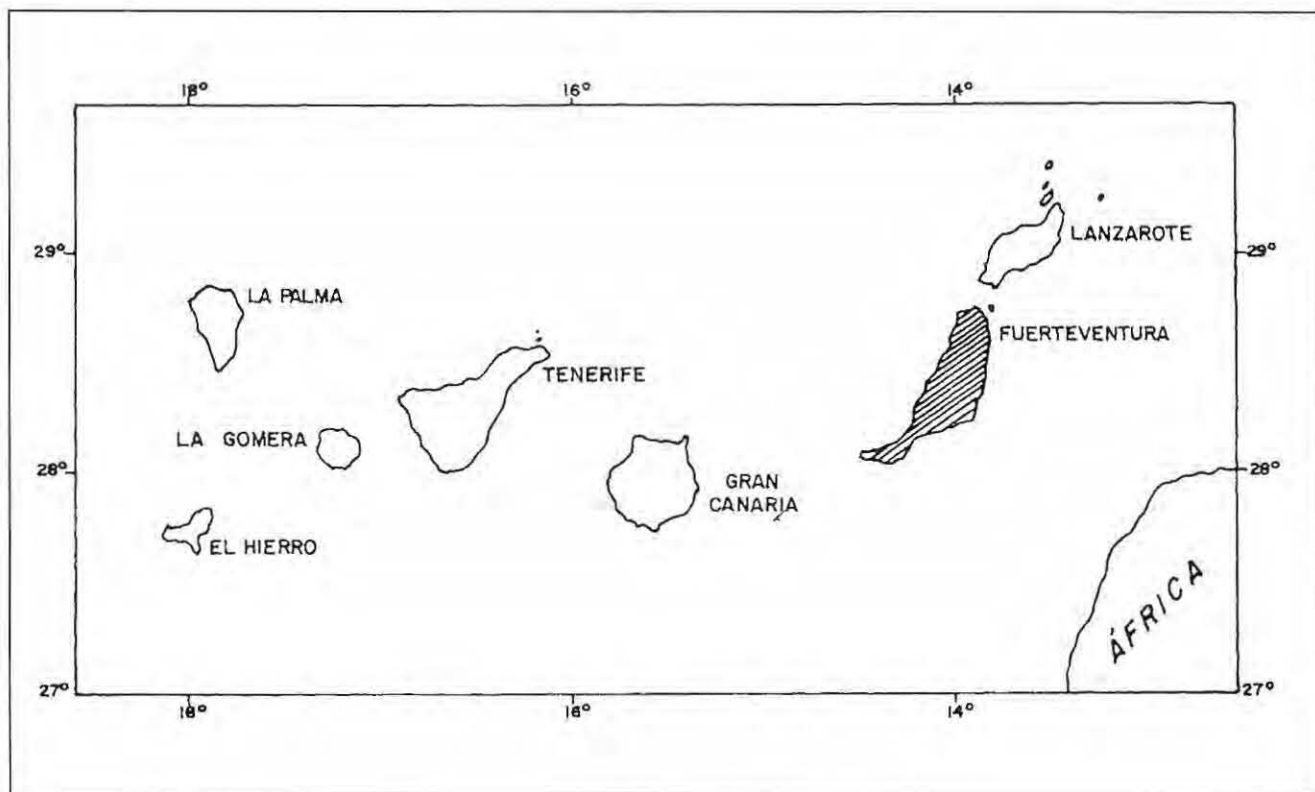 18°
16°
14°
29°
LANZAROTE
29°
LA PALMA
FUERTEVENTURA
TENERIFE
LA GOMERA
28°
GRAN
CANARIA
28°
EL HIERRO
ÁFRICA
27°
27°
18°
16°
14°